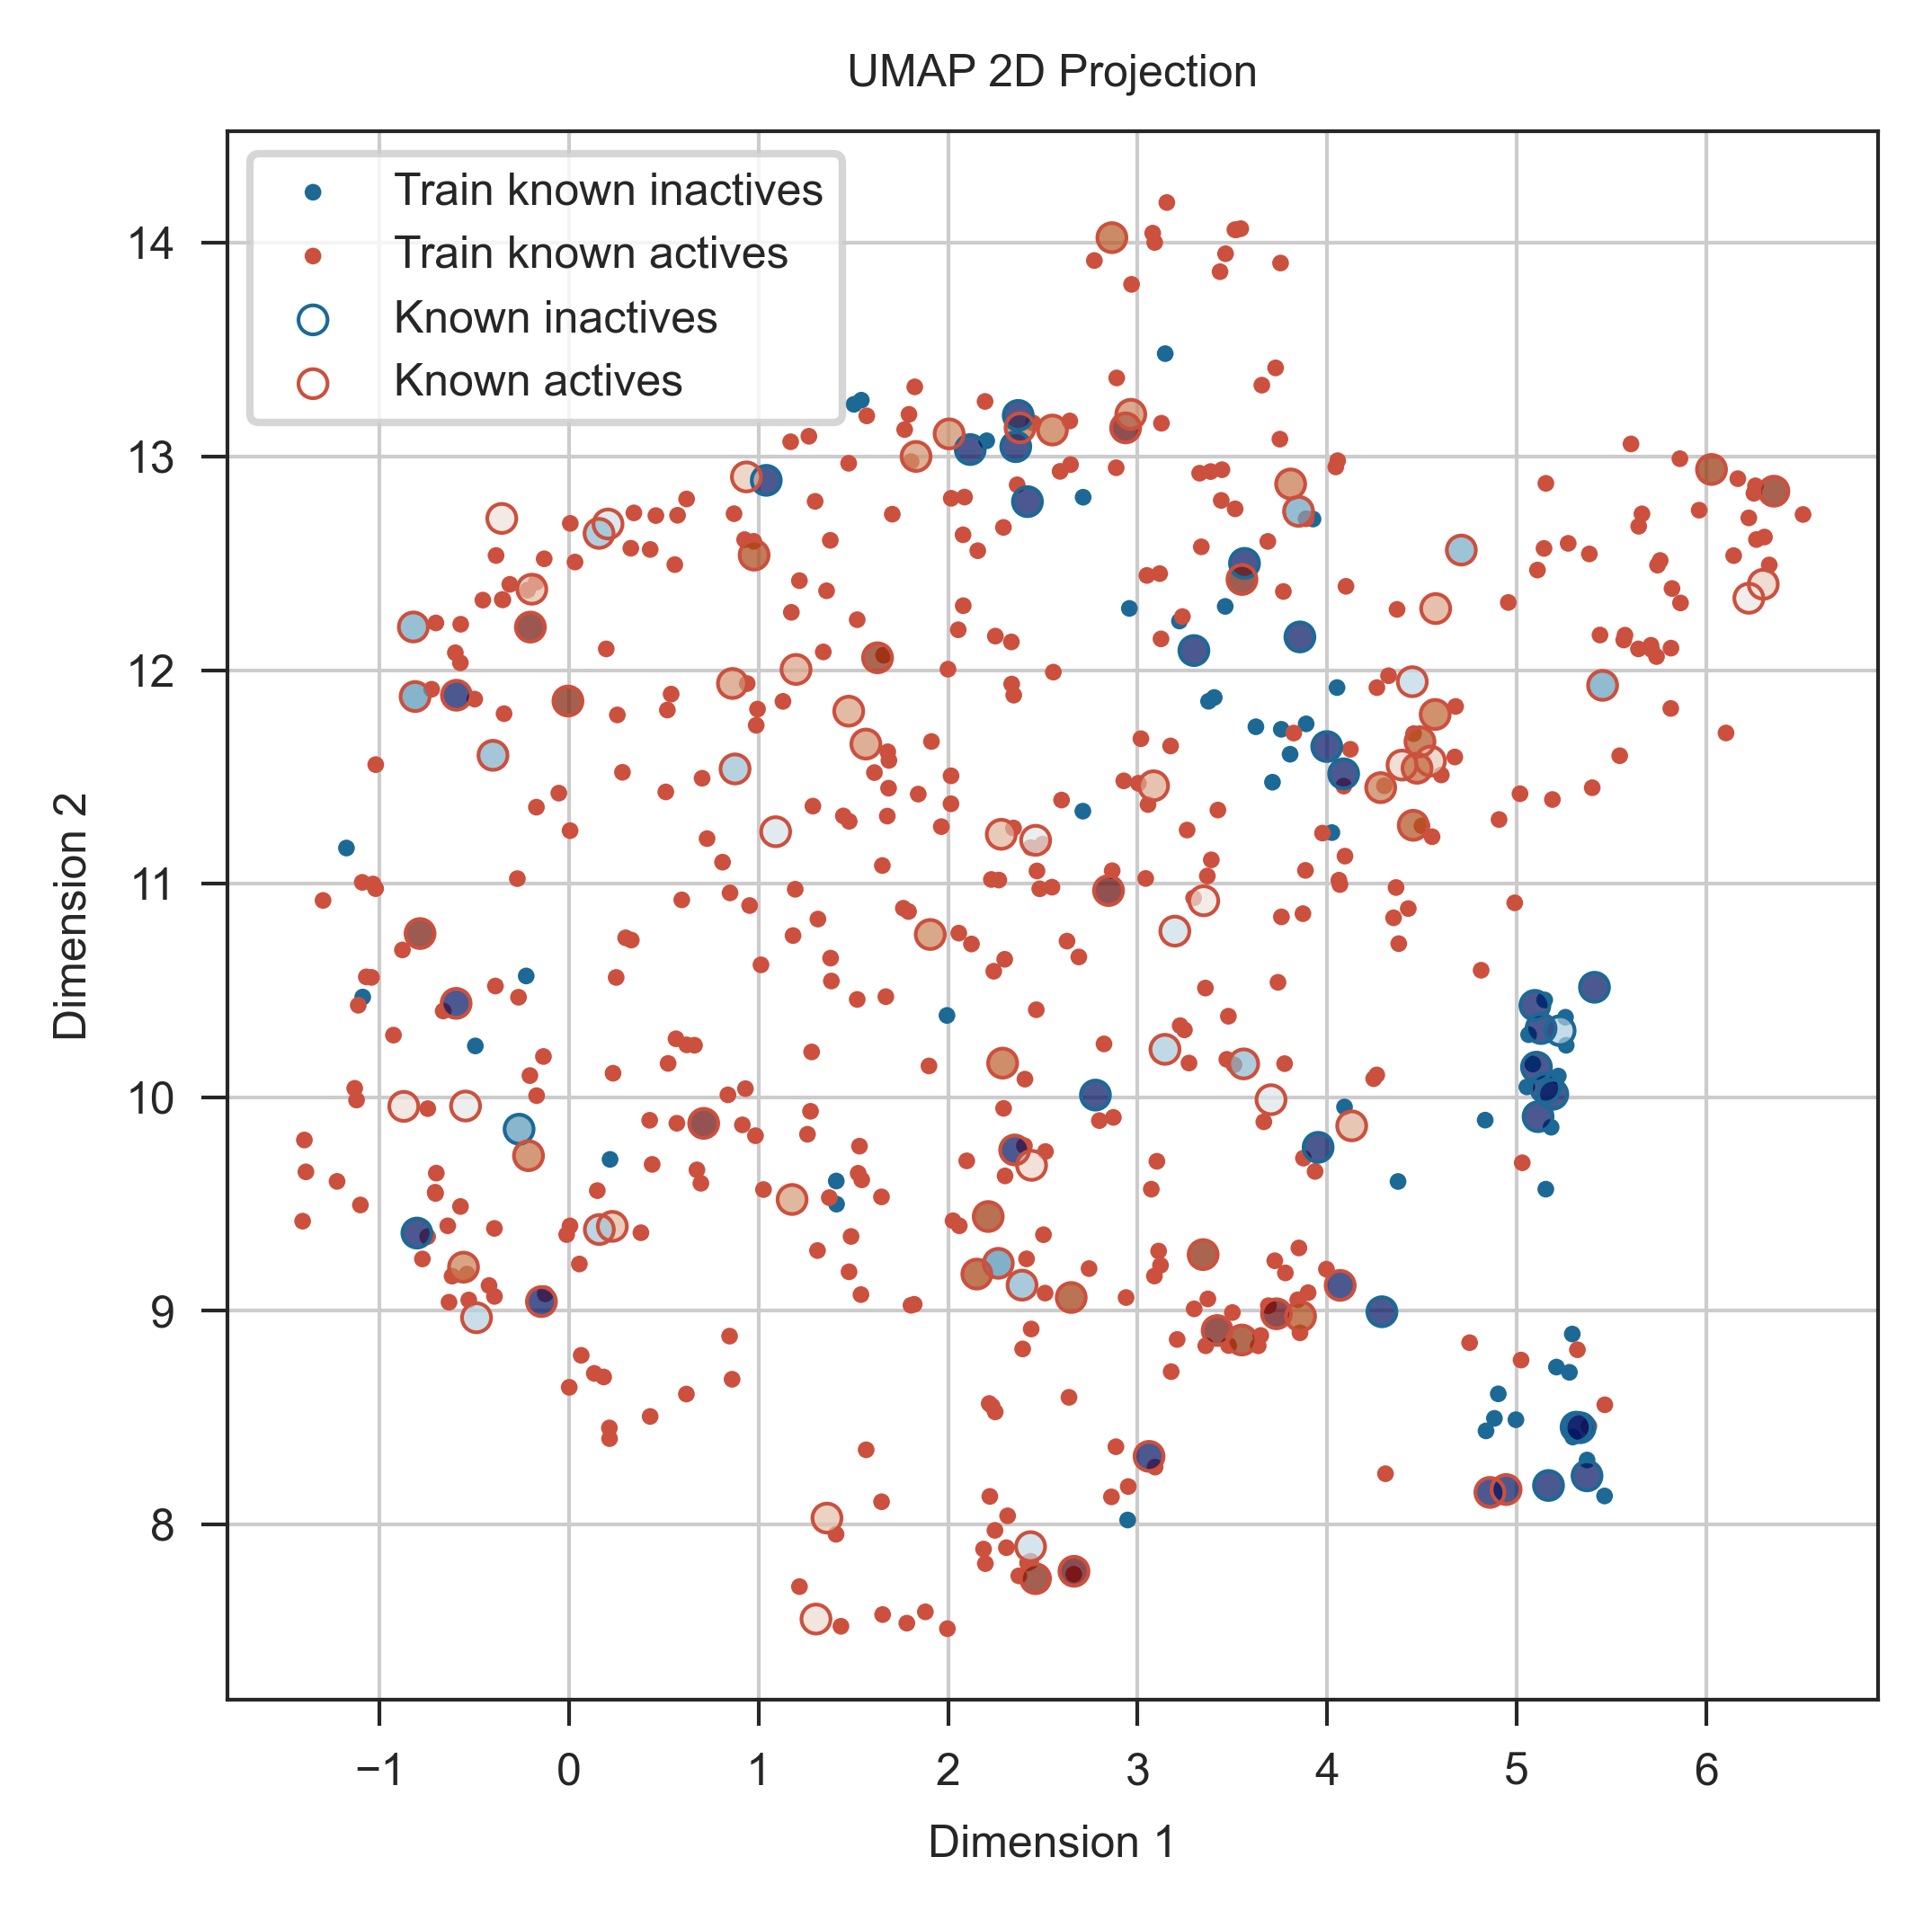 UMAP 2D Projection
Train known inactives
Train known actives
Known inactives
Known actives
14
13
12
11
10
9
8
Dimension 2
−1 0 1 2 3 4 5 6
Dimension 1